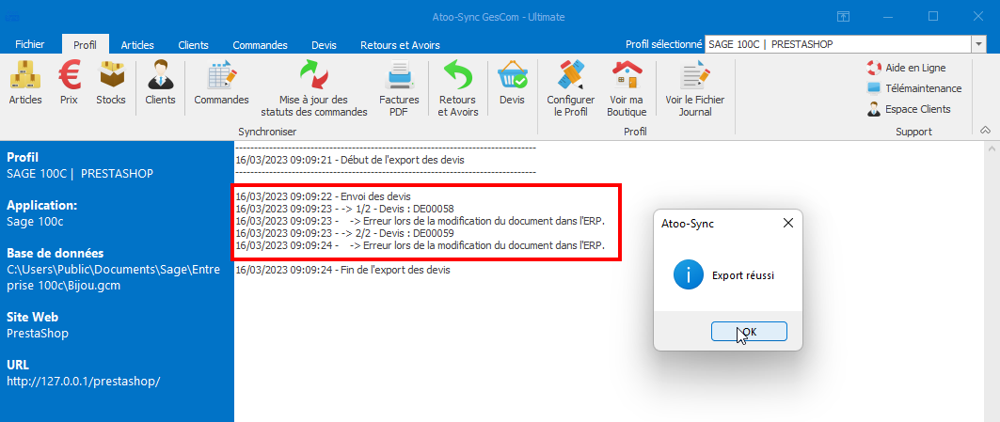 Atoo-Sync GesCom - Ultimate
Fichier Profil Articles Clients Commandes Devis Retours et Avoirs Profil sélectionné SAGE 100C | PRESTASHOP
Articles Prix Stocks Clients Commandes Mise à jour des statuts des commandes Factures PDF Retours et Avoirs Devis Configurer le Profil Voir ma Boutique Voir le Fichier Journal
Aide en Ligne
Télémaintenance
Espace Clients
Synchroniser Profil Support
Profil
SAGE 100C | PRESTASHOP
Application:
Sage 100c
Base de données
C:\Users\Public\Documents\Sage\Entre
prise 100c\Bijou.gcm
Site Web
PrestaShop
URL
http://127.0.0.1/prestashop/
--------------------------------------------------------------------------------
16/03/2023 09:09:21 - Début de l'export des devis
--------------------------------------------------------------------------------
16/03/2023 09:09:22 - Envoi des devis
16/03/2023 09:09:23 - -> 1/2 - Devis : DE00058
16/03/2023 09:09:23 - -> Erreur lors de la modification du document dans l'ERP.
16/03/2023 09:09:23 - -> 2/2 - Devis : DE00059
16/03/2023 09:09:24 - -> Erreur lors de la modification du document dans l'ERP.
16/03/2023 09:09:24 - Fin de l'export des devis
Atoo-Sync
Export réussi
OK